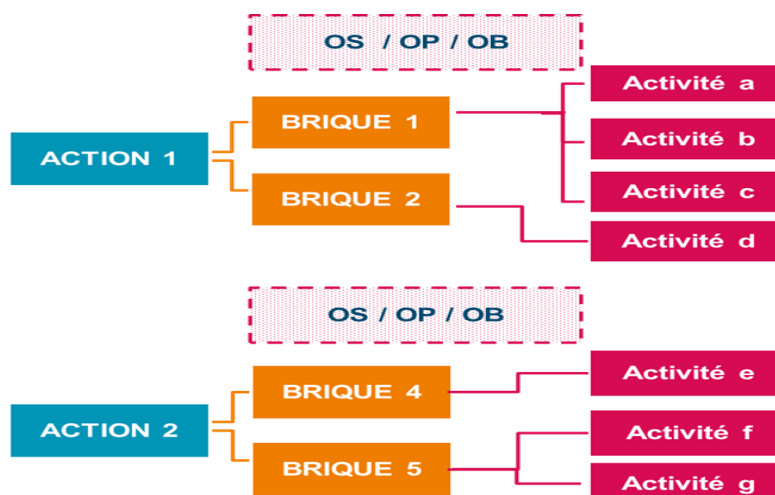 OS / OP / OB
Activité a
BRIQUE 1
Activité b
ACTION 1
BRIQUE 2
Activité c
Activité d
OS / OP / OB
Activité e
BRIQUE 4
ACTION 2
Activité f
BRIQUE 5
Activité g